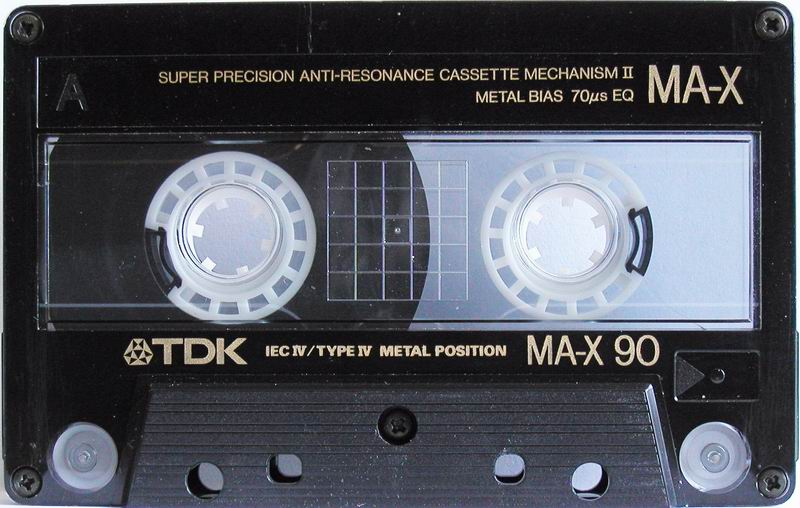 A
SUPER PRECISION ANTI-RESONANCE CASSETTE MECHANISM II
METAL BIAS 70µs EQ
MA-X
TDK IEC IV/TYPE IV METAL POSITION MA-X 90